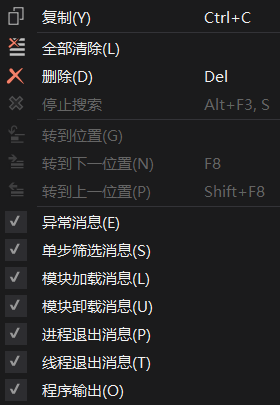 复制(Y) Ctrl+C
全部清除(L)
删除(D) Del
停止搜索 Alt+F3, S
转到位置(G)
转到下一位置(N) F8
转到上一位置(P) Shift+F8
异常消息(E)
单步筛选消息(S)
模块加载消息(L)
模块卸载消息(U)
进程退出消息(P)
线程退出消息(T)
程序输出(O)